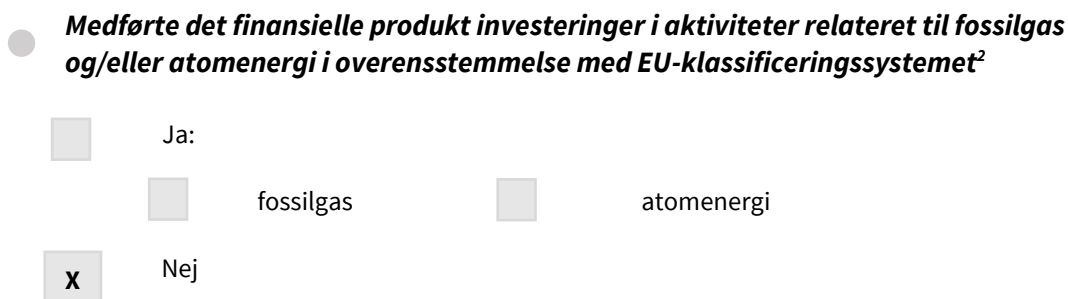 Medførte det finansielle produkt investeringer i aktiviteter relateret til fossilgas
og/eller atomenergi i overensstemmelse med EU-klassificeringssystemet²
Ja:
fossilgas atomenergi
X Nej